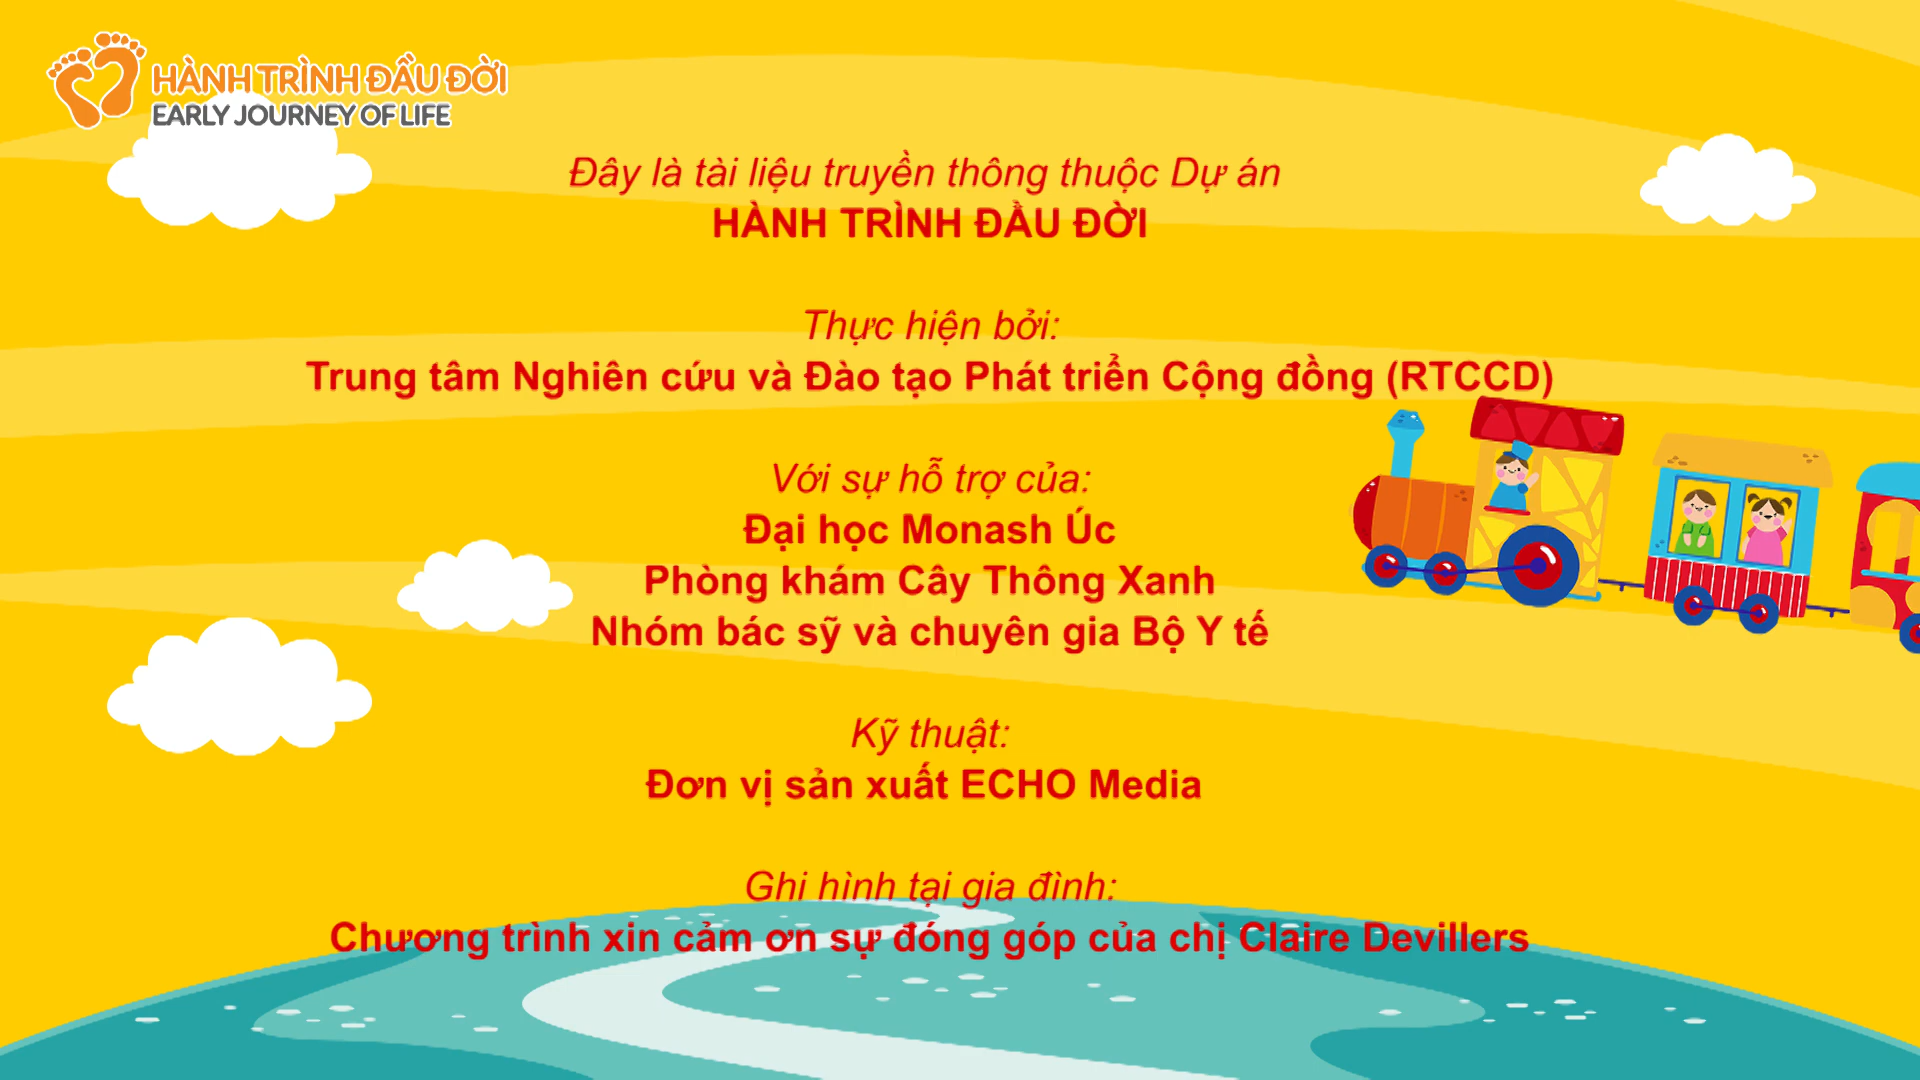 HÀNH TRÌNH ĐẦU ĐỜI
EARLY JOURNEY OF LIFE
Đây là tài liệu truyền thông thuộc Dự án
HÀNH TRÌNH ĐẦU ĐỜI
Thực hiện bởi:
Trung tâm Nghiên cứu và Đào tạo Phát triển Cộng đồng (RTCCD)
Với sự hỗ trợ của:
Đại học Monash Úc
Phòng khám Cây Thông Xanh
Nhóm bác sỹ và chuyên gia Bộ Y tế
Kỹ thuật:
Đơn vị sản xuất ECHO Media
Ghi hình tại gia đình:
Chương trình xin cảm ơn sự đóng góp của chị Claire Devillers